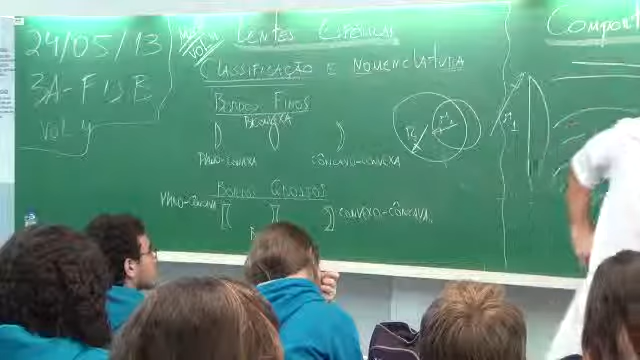 24/05/13
3A - FIS B
VOL 4
LENTES ESFÉRICAS
CLASSIFICAÇÃO E NOMENCLATURA
BORDOS FINOS
BICONVEXA
PLANO-CONVEXA
CÔNCAVO-CONVEXA
BORDOS GROSSOS
PLANO-CÔNCAVA
CONVEXO-CÔNCAVA
R1